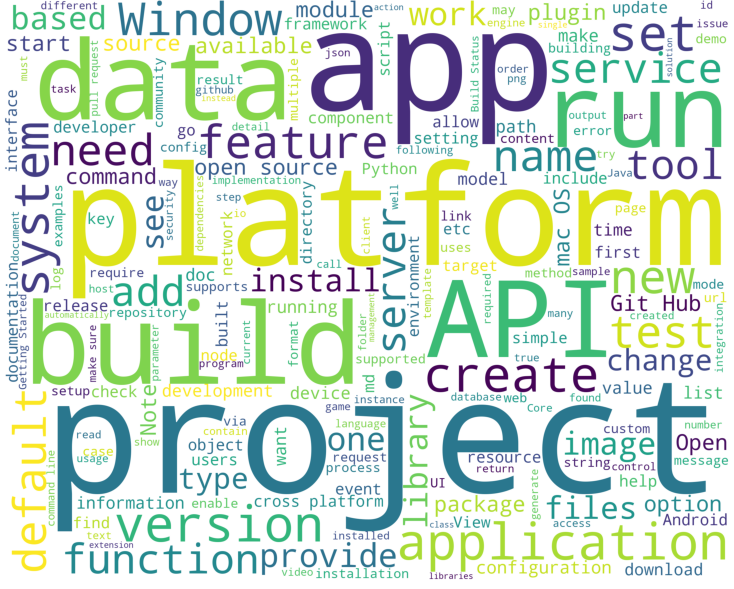 different
based
Window
module
work
may
plugin
update
id
action
framework
engine
single
set
issue
start
source
available
json
script
make
building
demo
must
pull request
community
data
result
github
instead
multiple
app
Build Status
order
png
service
solution
task
interface
developer
config
go
detail
component
allow
setting
following
path
content
run
output
error
part
need
feature
name
include
try
Java
tool
command
way
security
open source
implementation
Python
model
well
mac OS
page
system
examples
document
documentation
key
see
dependencies
step
io
network
platform
directory
link
etc
uses
target
client
time
first
log
host
require
add
doc
supports
call
install
server
environment
template
method
sample
new
mode
url
Getting Started
automatically
release
repository
running
API
required
many
Git Hub
created
integration
build
make sure
built
program
node
current
format
folder
management
supported
simple
true
test
change
setup
parameter
check
development
device
create
value
list
default
Note
md
instance
database
web
Core
found
project
read
show
contain
via
game
language
library
custom
number
command line
case
usage
object
users
want
one
request
process
resource
return
image
string
control
Open
message
type
event
UI
information
enable
cross platform
package
generate
files
help
option
Android
find
text
version
installed
class
View
access
application
extension
function
provide
video
installation
libraries
configuration
download